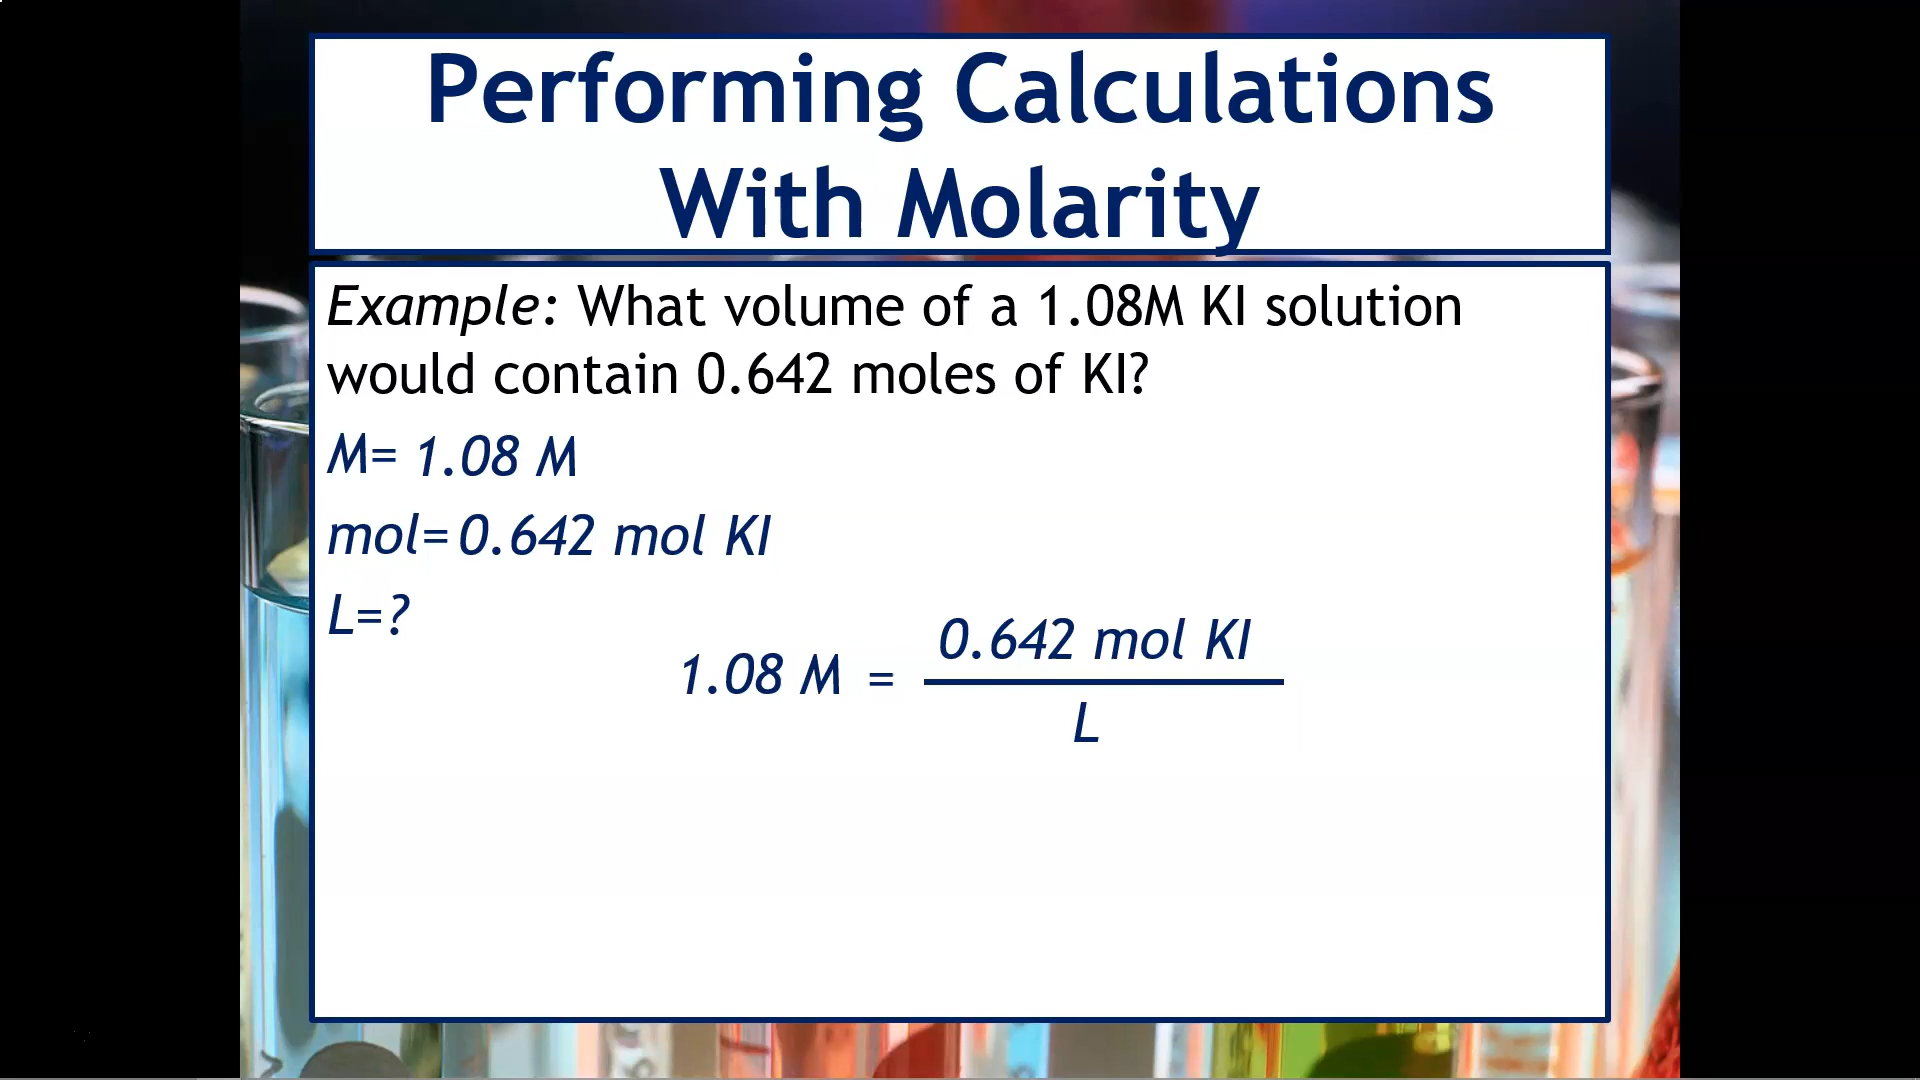 Performing Calculations
With Molarity
Example: What volume of a 1.08M KI solution
would contain 0.642 moles of KI?
M= 1.08 M
mol= 0.642 mol KI
L=?
1.08 M = 0.642 mol KI
L